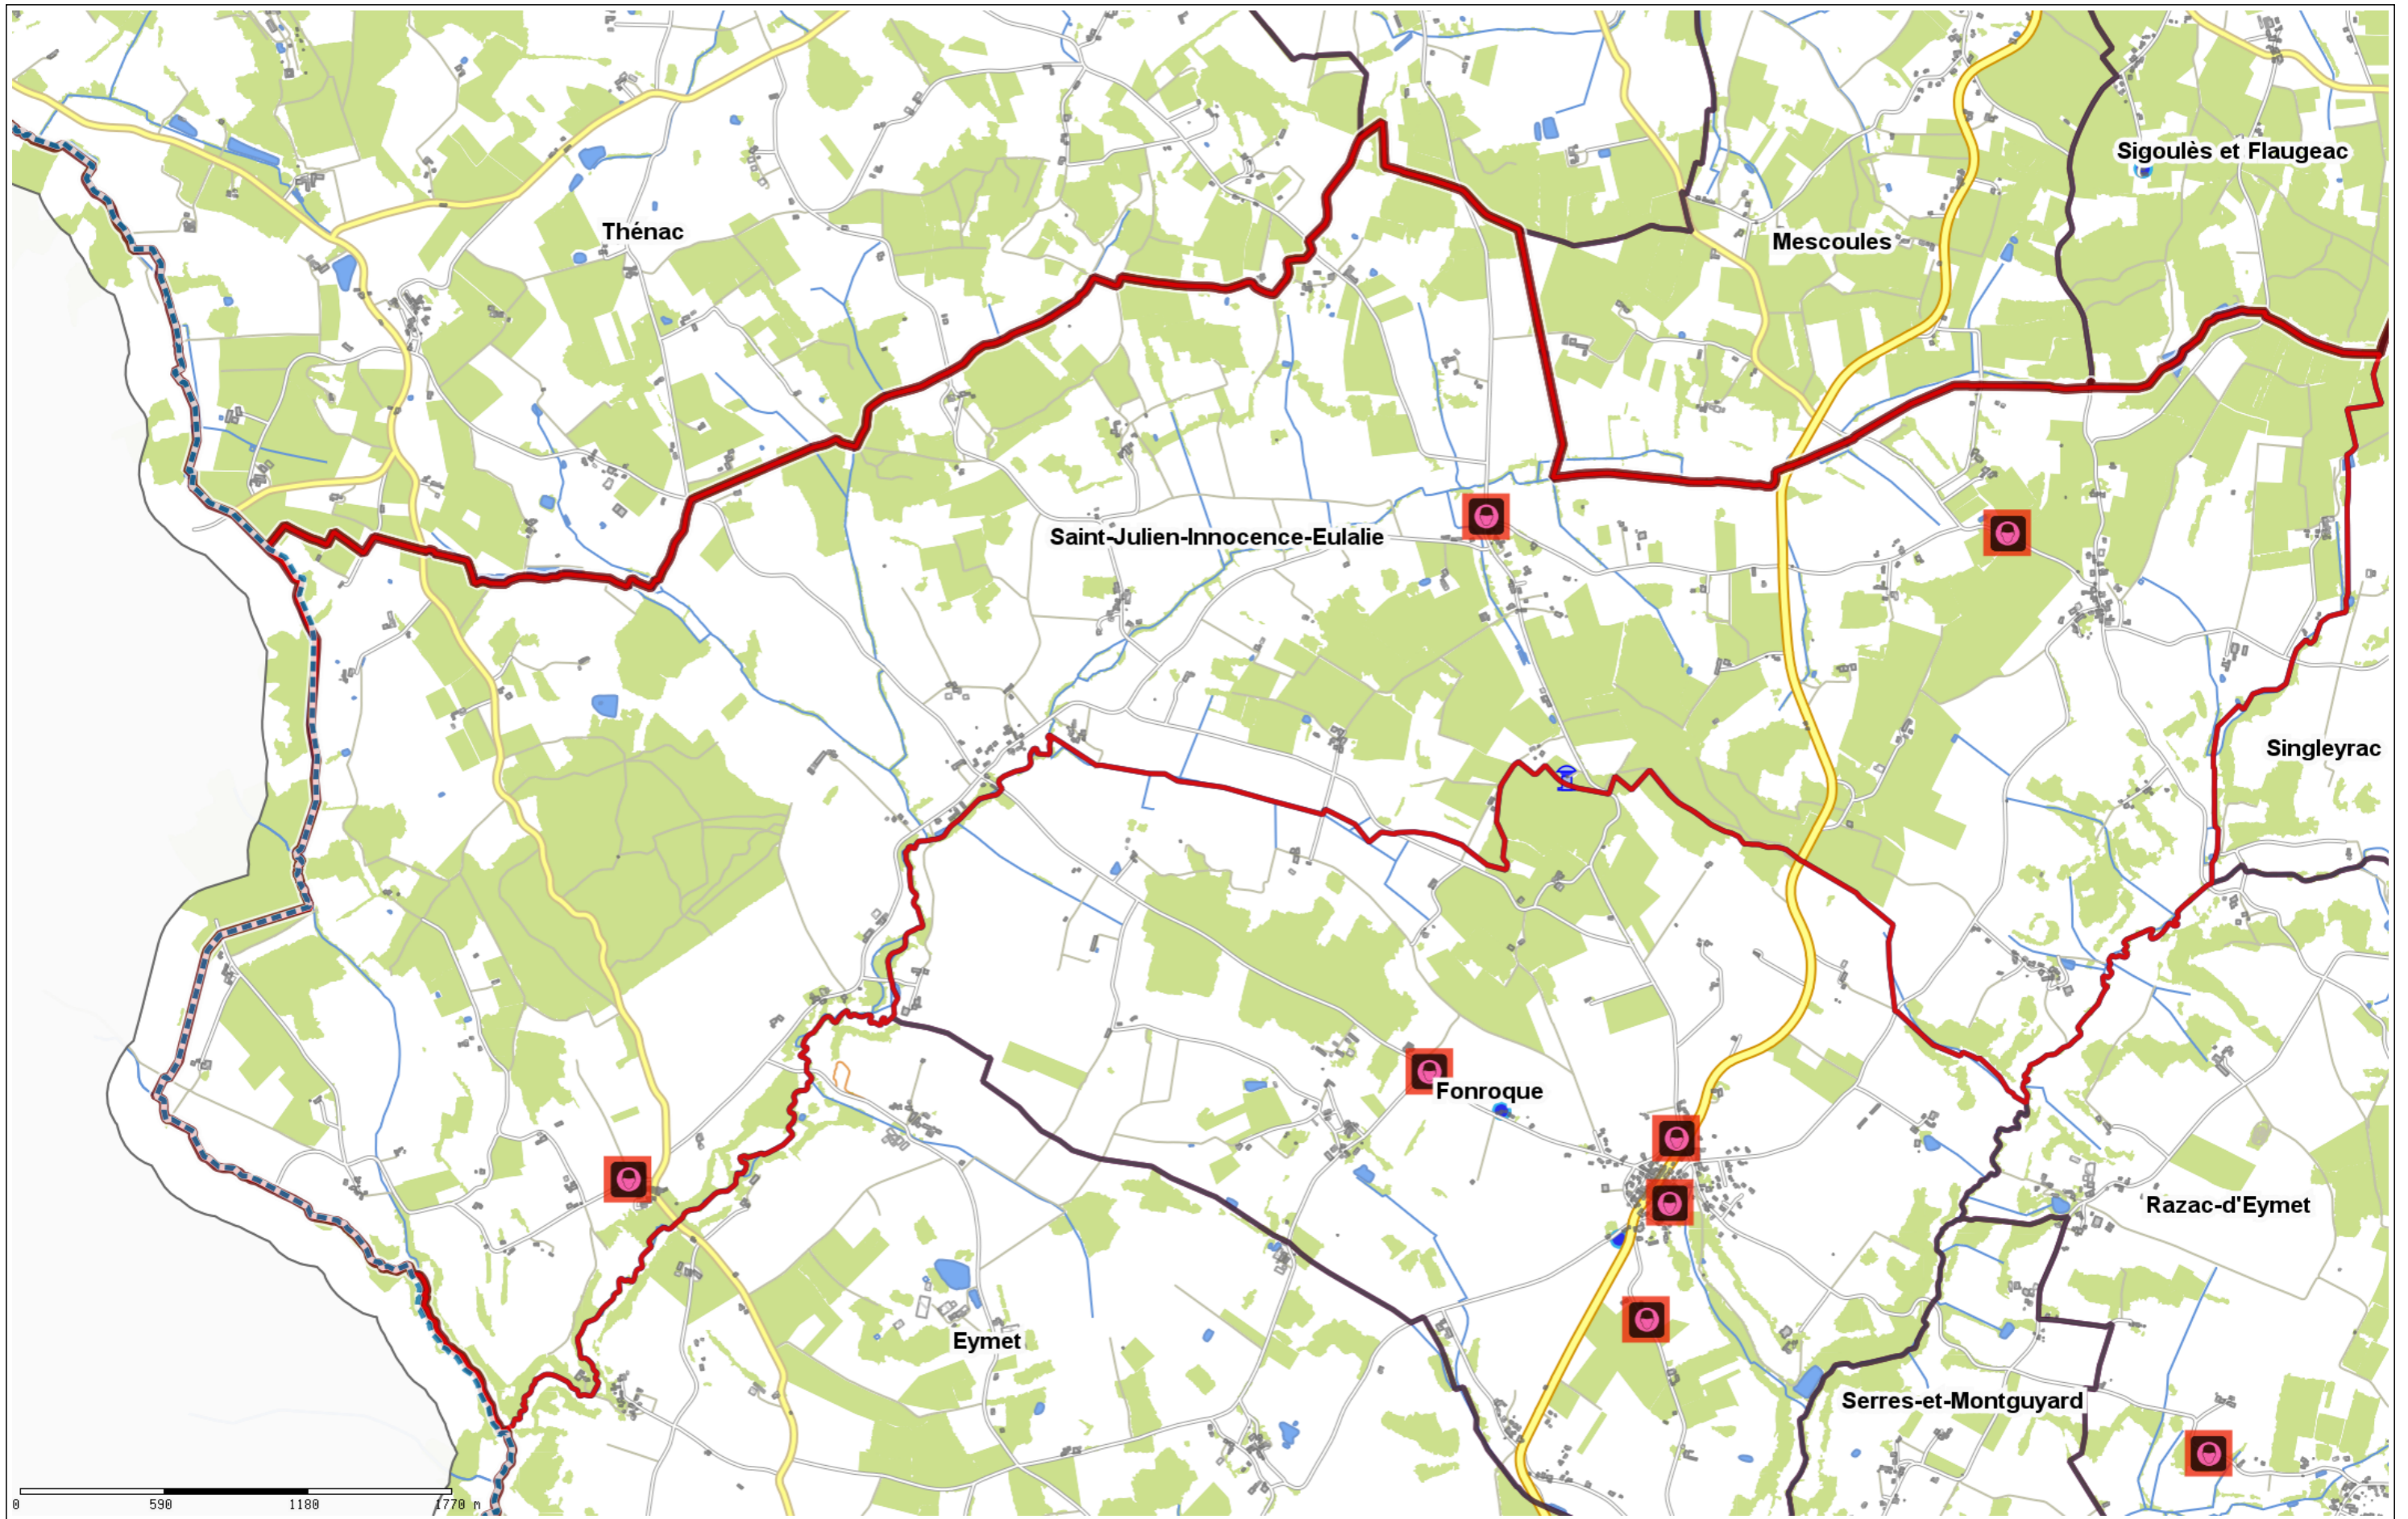 Sigoulès et Flaugeac
Thénac
Mescoules
Saint-Julien-Innocence-Eulalie
Singleyrac
Fonroque
Razac-d'Eymet
Eymet
Serres-et-Montguyard
0 590 1180 1770 m